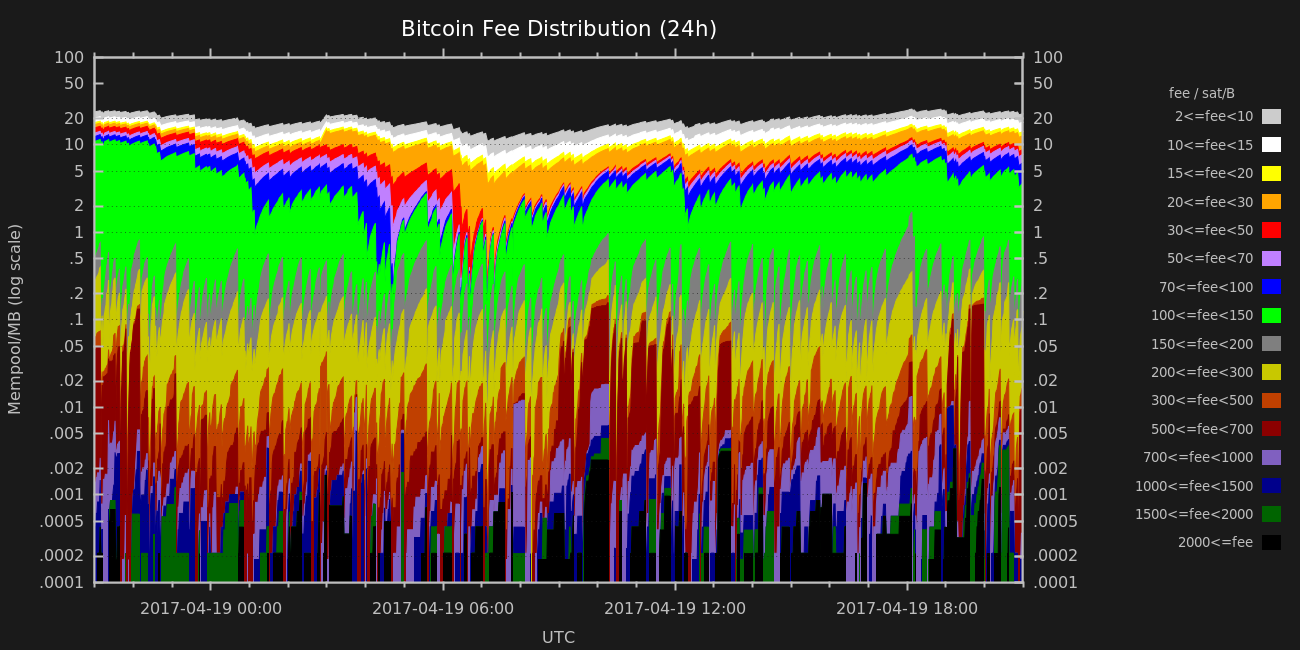 Bitcoin Fee Distribution (24h)
100
50
20
10
5
2
1
.5
.2
.1
.05
.02
.01
.005
.002
.001
.0005
.0002
.0001
Mempool/MB (log scale)
100
50
20
10
5
2
1
.5
.2
.1
.05
.02
.01
.005
.002
.001
.0005
.0002
.0001
2017-04-19 00:00
2017-04-19 06:00
2017-04-19 12:00
2017-04-19 18:00
UTC
fee / sat/B
2<=fee<10
10<=fee<15
15<=fee<20
20<=fee<30
30<=fee<50
50<=fee<70
70<=fee<100
100<=fee<150
150<=fee<200
200<=fee<300
300<=fee<500
500<=fee<700
700<=fee<1000
1000<=fee<1500
1500<=fee<2000
2000<=fee